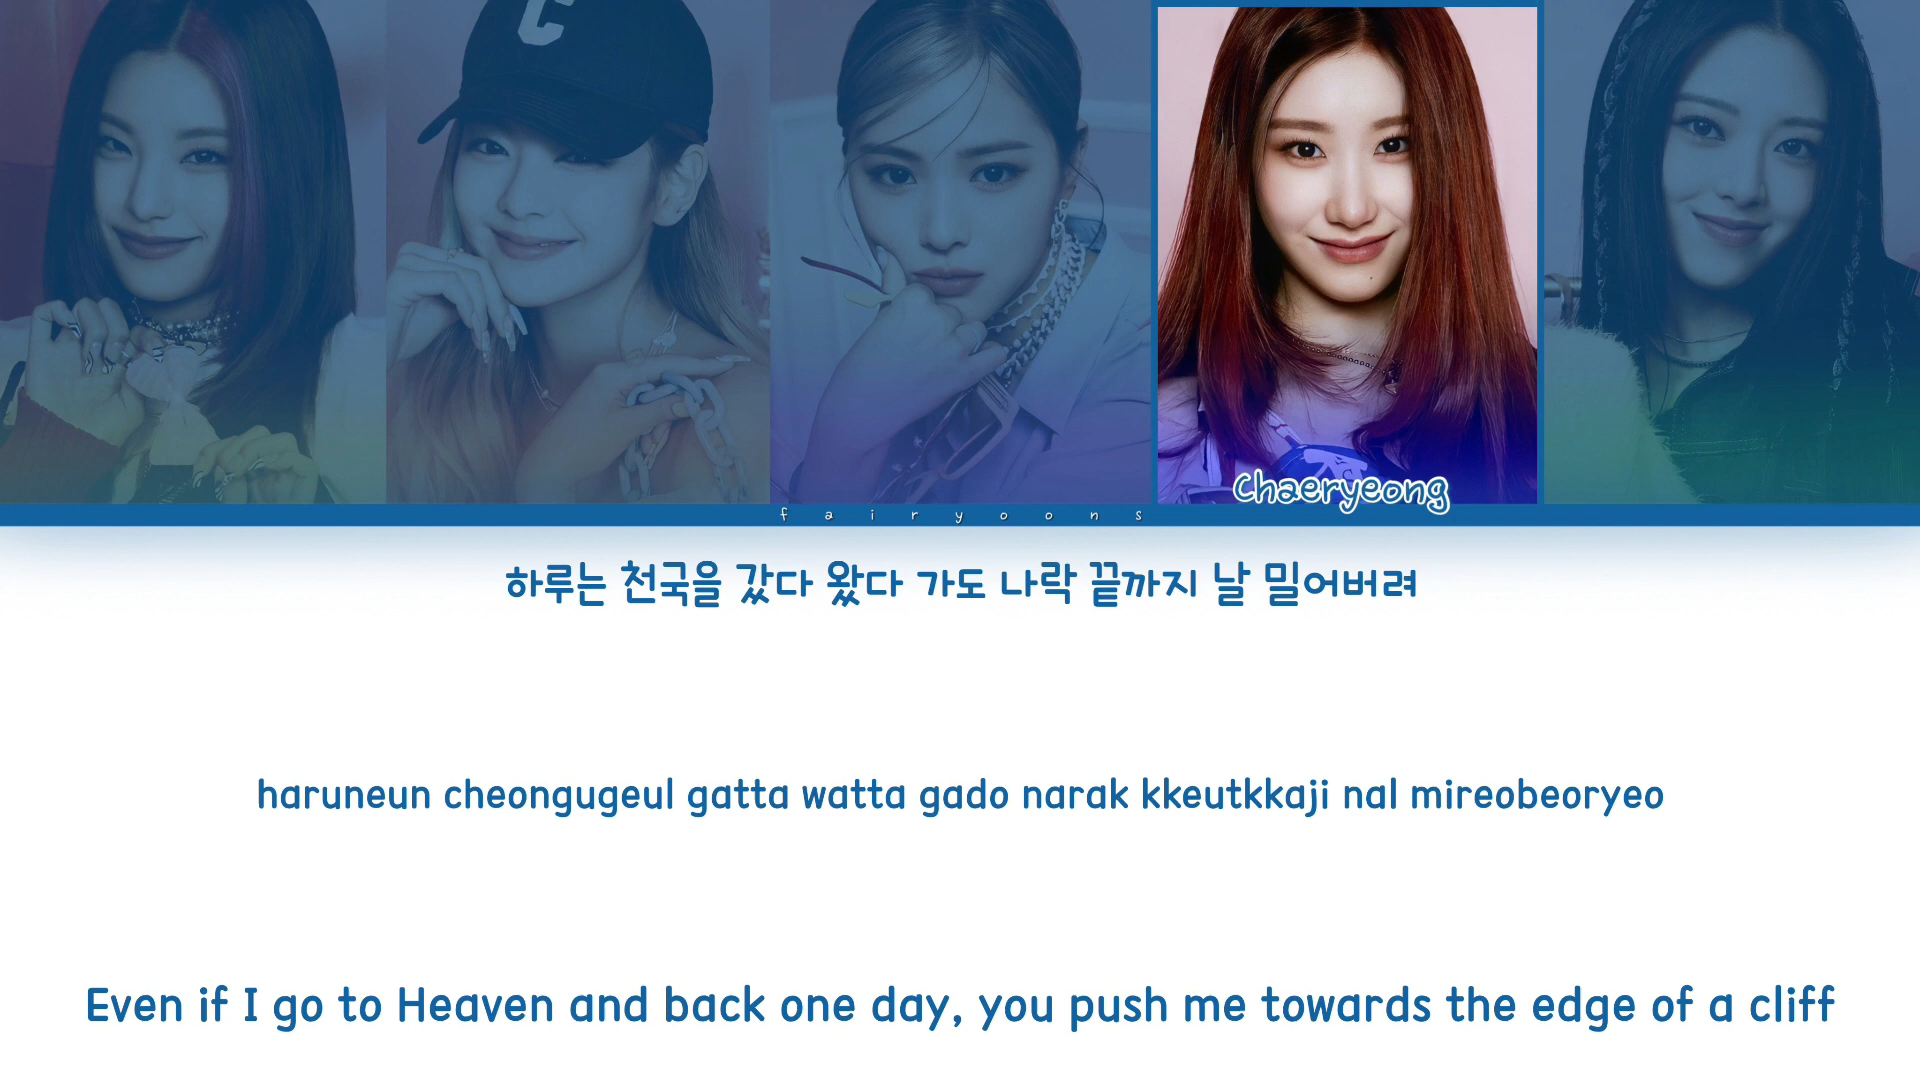 C
chaeryeong
fairyoons
하루는 천국을 갔다 왔다 가도 나락 끝까지 날 밀어버려
haruneun cheongugeul gatta watta gado narak kkeutkkaji nal mireobeoryeo
Even if I go to Heaven and back one day, you push me towards the edge of a cliff